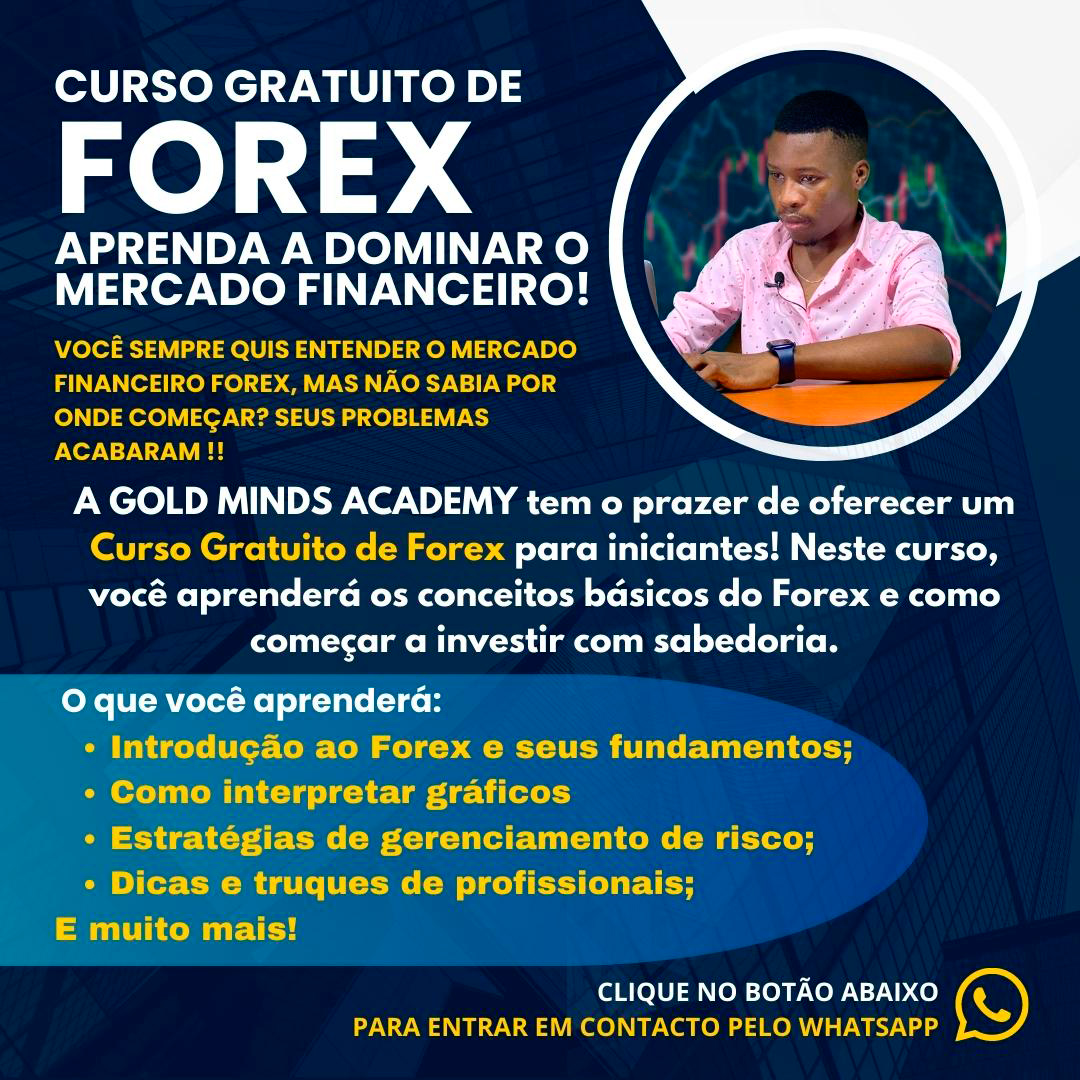 CURSO GRATUITO DE
FOREX
APRENDA A DOMINAR O
MERCADO FINANCEIRO!
VOCÊ SEMPRE QUIS ENTENDER O MERCADO
FINANCEIRO FOREX, MAS NÃO SABIA POR
ONDE COMEÇAR? SEUS PROBLEMAS
ACABARAM !!
A GOLD MINDS ACADEMY tem o prazer de oferecer um
Curso Gratuito de Forex para iniciantes! Neste curso,
você aprenderá os conceitos básicos do Forex e como
começar a investir com sabedoria.
O que você aprenderá:
• Introdução ao Forex e seus fundamentos;
• Como interpretar gráficos
• Estratégias de gerenciamento de risco;
• Dicas e truques de profissionais;
E muito mais!
CLIQUE NO BOTÃO ABAIXO
PARA ENTRAR EM CONTACTO PELO WHATSAPP